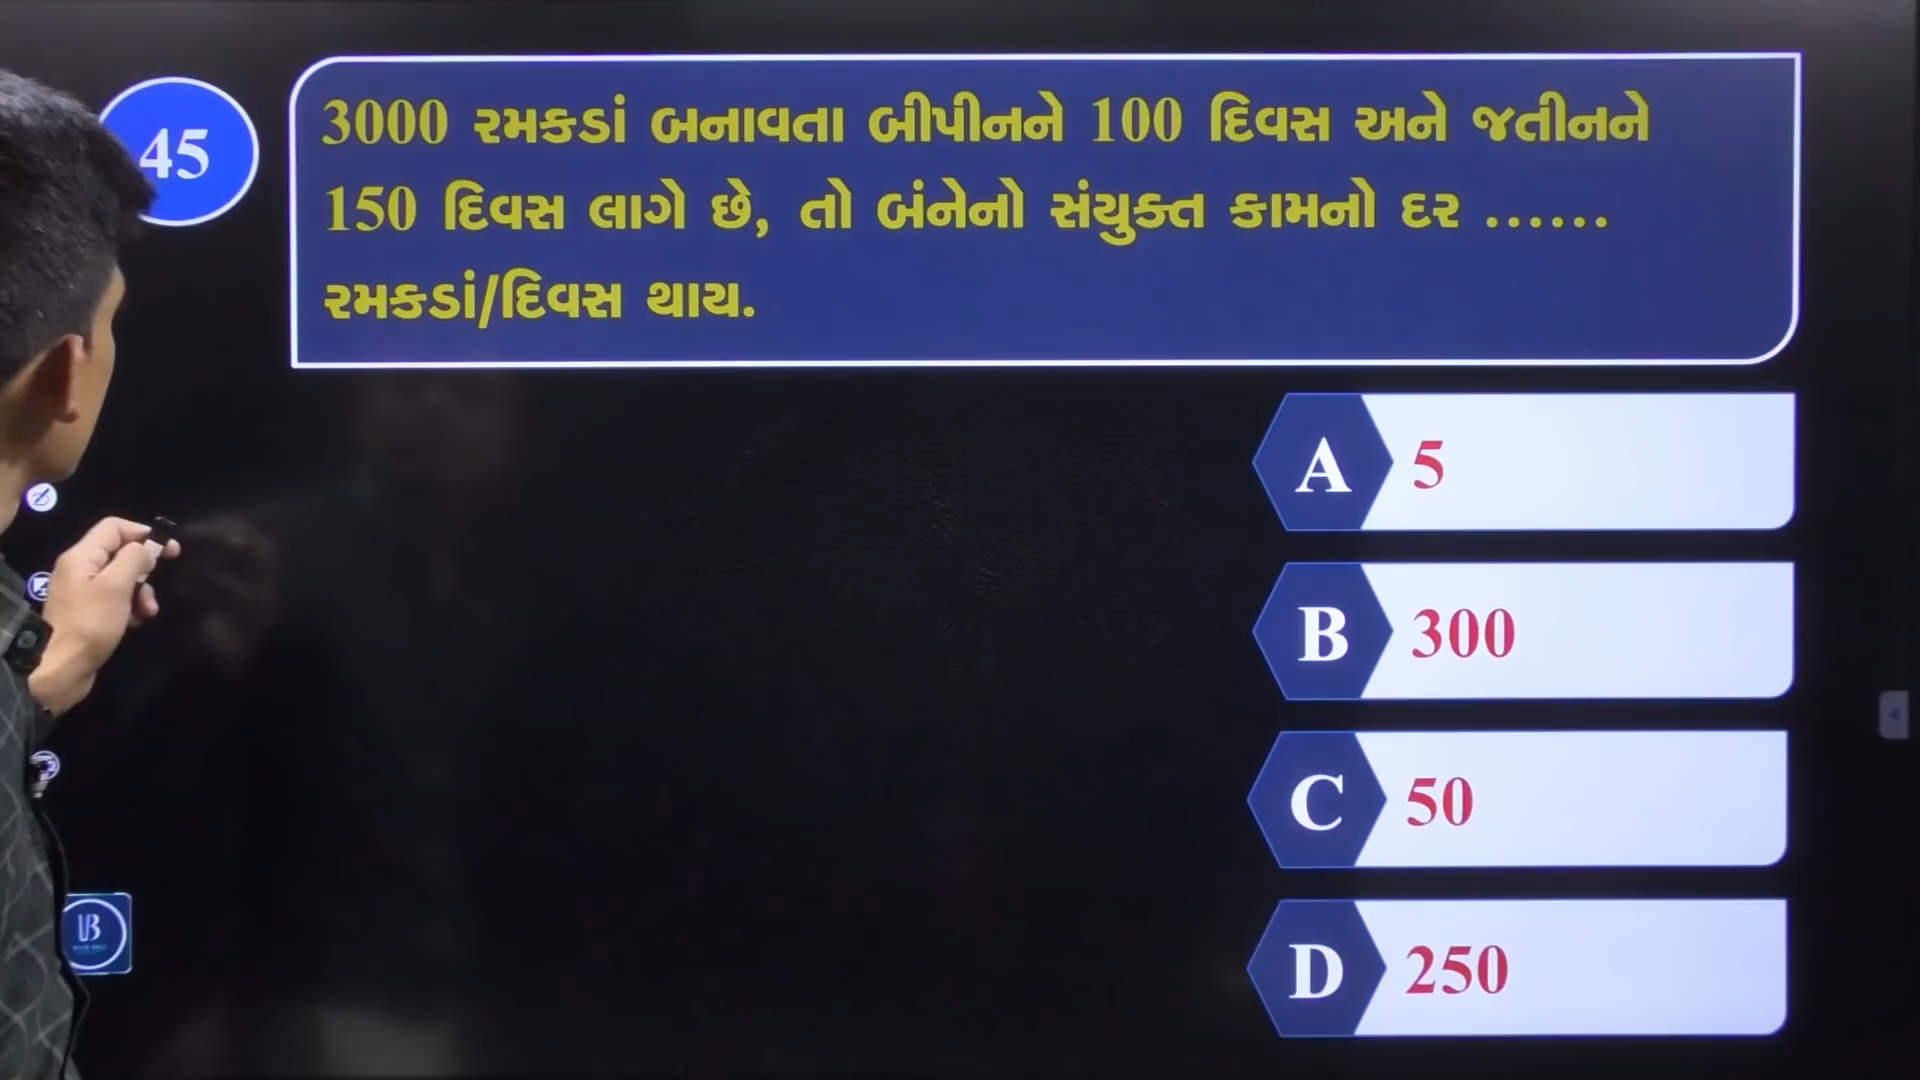 45
3000 રમકડાં બનાવતા બીપીનને 100 દિવસ અને જતીનને
150 દિવસ લાગે છે, તો બંનેનો સંયુક્ત કામનો દર ......
રમકડાં/દિવસ થાય.
A 5
B 300
C 50
D 250